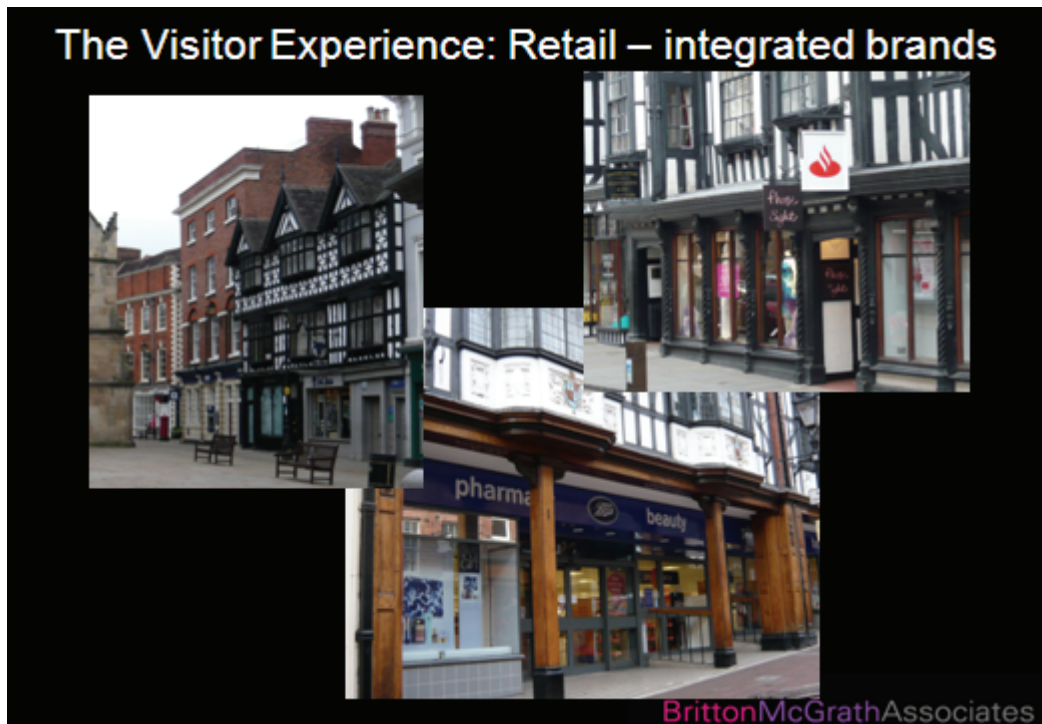 The Visitor Experience: Retail – integrated brands
pharma
beauty
BrittonMcGrathAssociates